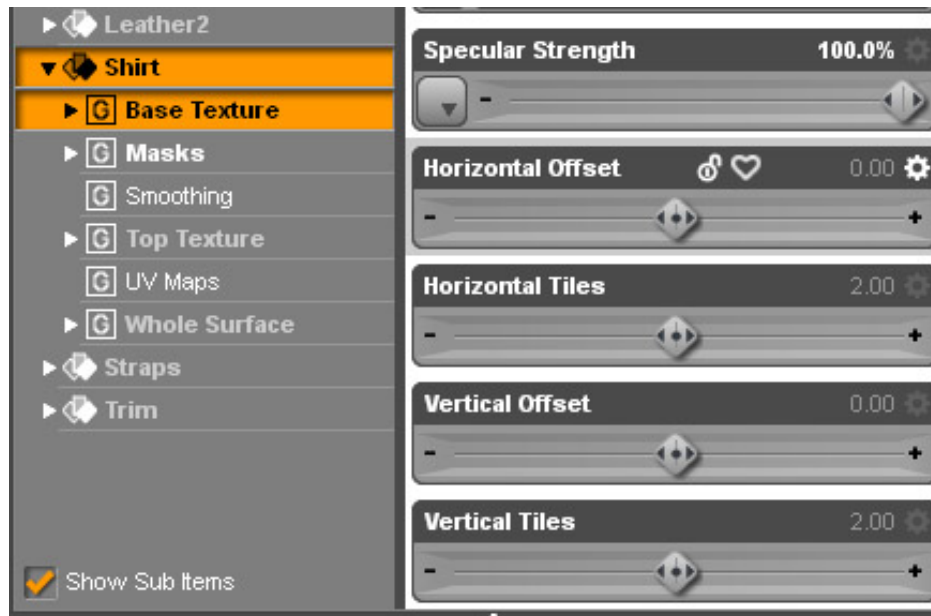 Leather2
Shirt
G Base Texture
G Masks
G Smoothing
G Top Texture
G UV Maps
G Whole Surface
Straps
Trim
Show Sub Items
Specular Strength 100.0%
-
Horizontal Offset 0.00
- +
Horizontal Tiles 2.00
- +
Vertical Offset 0.00
- +
Vertical Tiles 2.00
- +